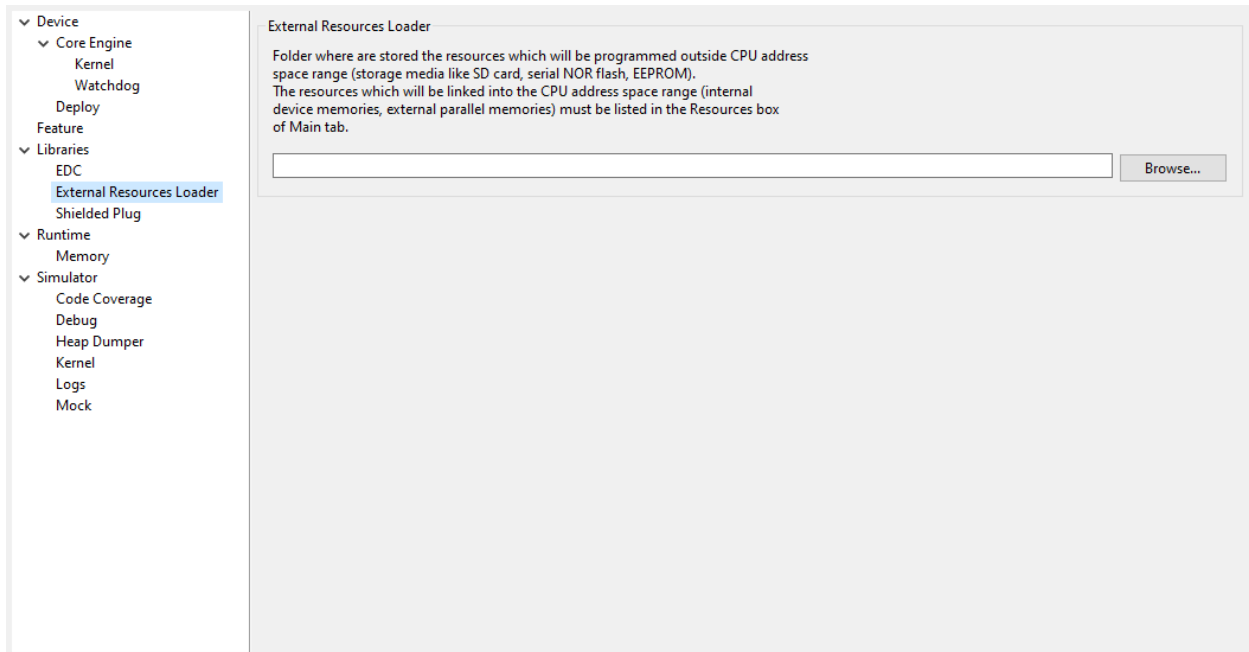 Device
Core Engine
Kernel
Watchdog
Deploy
Feature
Libraries
EDC
External Resources Loader
Shielded Plug
Runtime
Memory
Simulator
Code Coverage
Debug
Heap Dumper
Kernel
Logs
Mock
External Resources Loader
Folder where are stored the resources which will be programmed outside CPU address
space range (storage media like SD card, serial NOR flash, EEPROM).
The resources which will be linked into the CPU address space range (internal
device memories, external parallel memories) must be listed in the Resources box
of Main tab.
Browse...